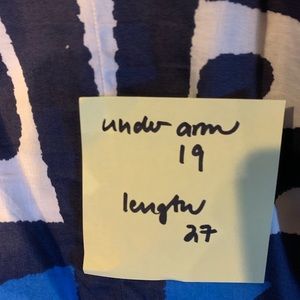 under arm
19
length
27